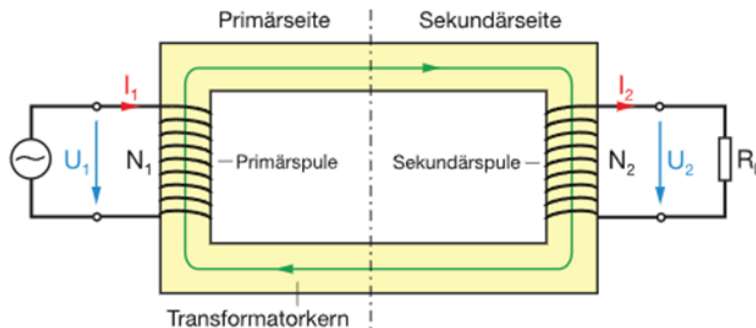 Primärseite
Sekundärseite
I₁
I₂
U₁
N₁
Primärspule
Sekundärspule
N₂
U₂
Transformatorkern